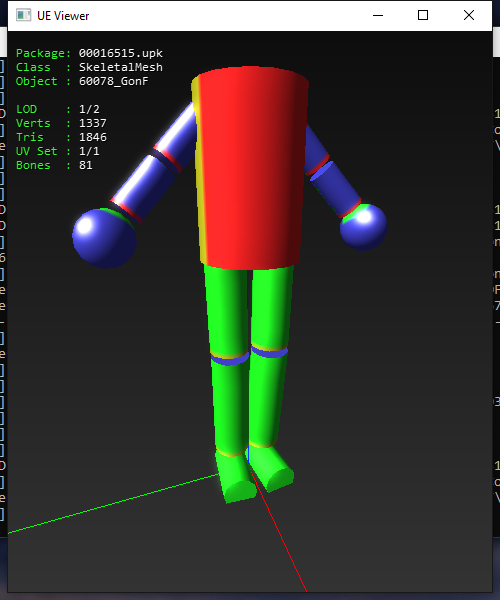 UE Viewer
Package: 00016515.upk
Class  : SkeletalMesh
Object : 60078_GonF
LOD    : 1/2
Verts  : 1337
Tris   : 1846
UV Set : 1/1
Bones  : 81